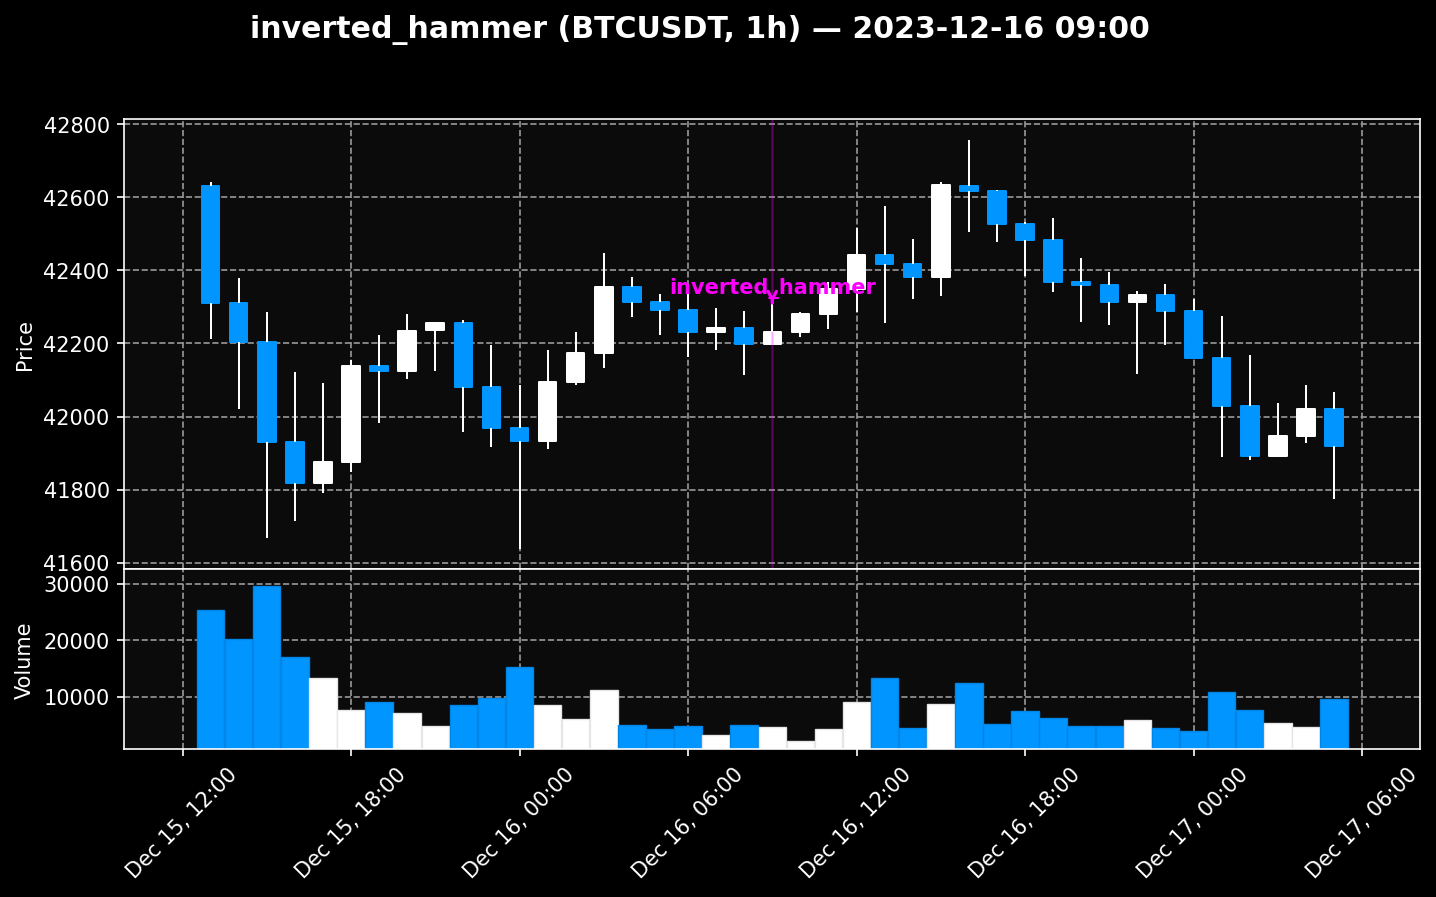 inverted_hammer (BTCUSDT, 1h) — 2023-12-16 09:00
42800
42600
42400
42200
42000
41800
41600
Price
inverted_hammer
30000
20000
10000
Volume
Dec 15, 12:00
Dec 15, 18:00
Dec 16, 00:00
Dec 16, 06:00
Dec 16, 12:00
Dec 16, 18:00
Dec 17, 00:00
Dec 17, 06:00